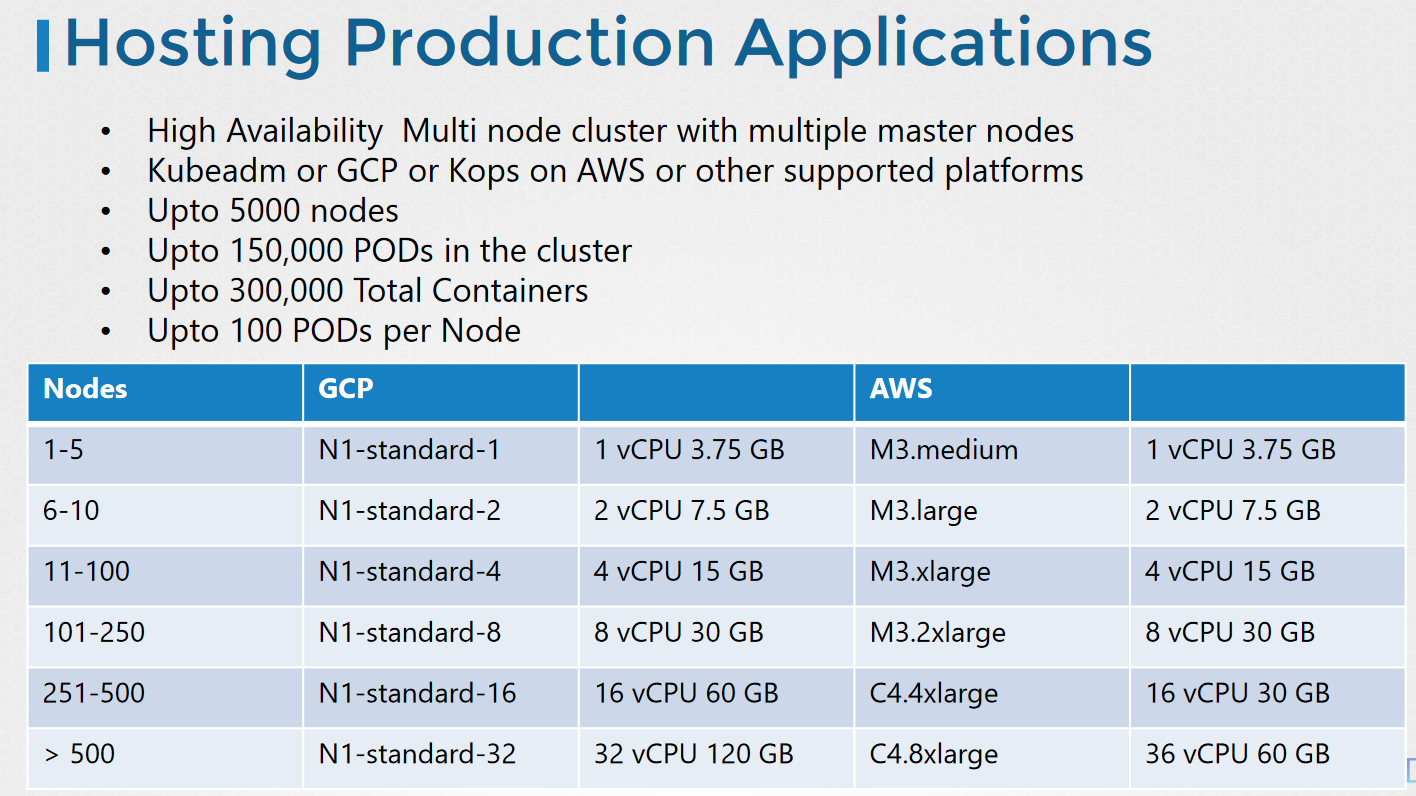 Hosting Production Applications
• High Availability  Multi node cluster with multiple master nodes
• Kubeadm or GCP or Kops on AWS or other supported platforms
• Upto 5000 nodes
• Upto 150,000 PODs in the cluster
• Upto 300,000 Total Containers
• Upto 100 PODs per Node
Nodes GCP AWS
1-5 N1-standard-1 1 vCPU 3.75 GB M3.medium 1 vCPU 3.75 GB
6-10 N1-standard-2 2 vCPU 7.5 GB M3.large 2 vCPU 7.5 GB
11-100 N1-standard-4 4 vCPU 15 GB M3.xlarge 4 vCPU 15 GB
101-250 N1-standard-8 8 vCPU 30 GB M3.2xlarge 8 vCPU 30 GB
251-500 N1-standard-16 16 vCPU 60 GB C4.4xlarge 16 vCPU 30 GB
> 500 N1-standard-32 32 vCPU 120 GB C4.8xlarge 36 vCPU 60 GB